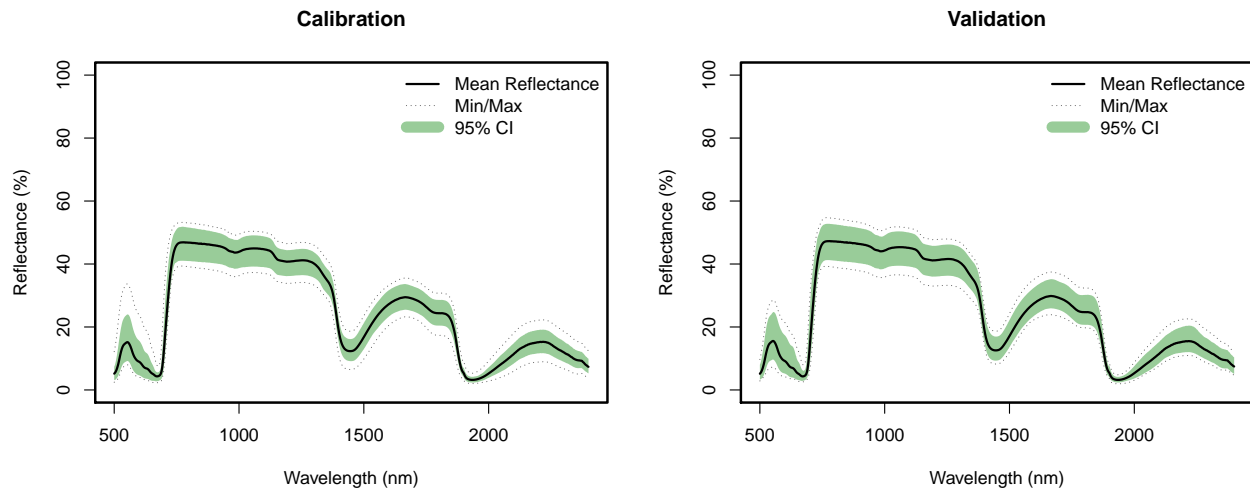 Calibration
Reflectance (%)
100
80
60
40
20
0
Mean Reflectance
Min/Max
95% CI
500
1000
1500
2000
Wavelength (nm)
Validation
Reflectance (%)
100
80
60
40
20
0
Mean Reflectance
Min/Max
95% CI
500
1000
1500
2000
Wavelength (nm)